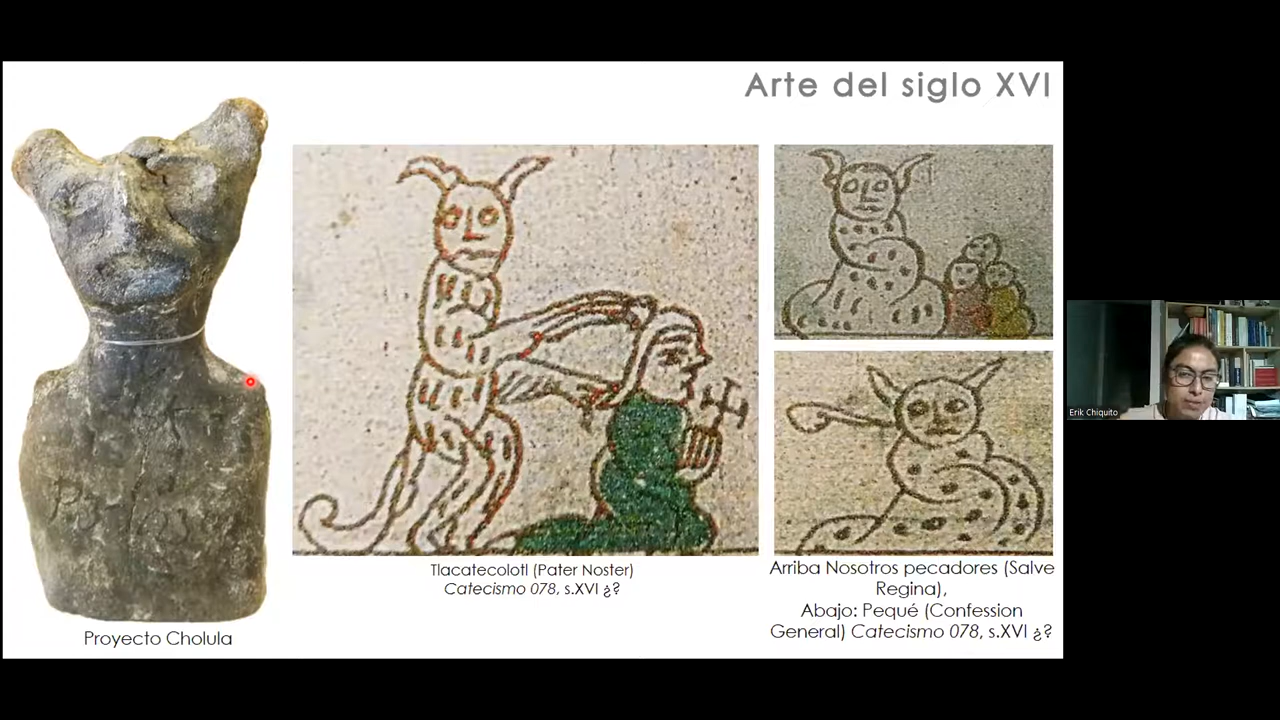 Arte del siglo XVI
Proyecto Cholula
Tlacatecolotl (Pater Noster)
Catecismo 078, s.XVI ¿?
Arriba Nosotros pecadores (Salve
Regina),
Abajo: Pequé (Confession
General) Catecismo 078, s.XVI ¿?
Erik Chiquito